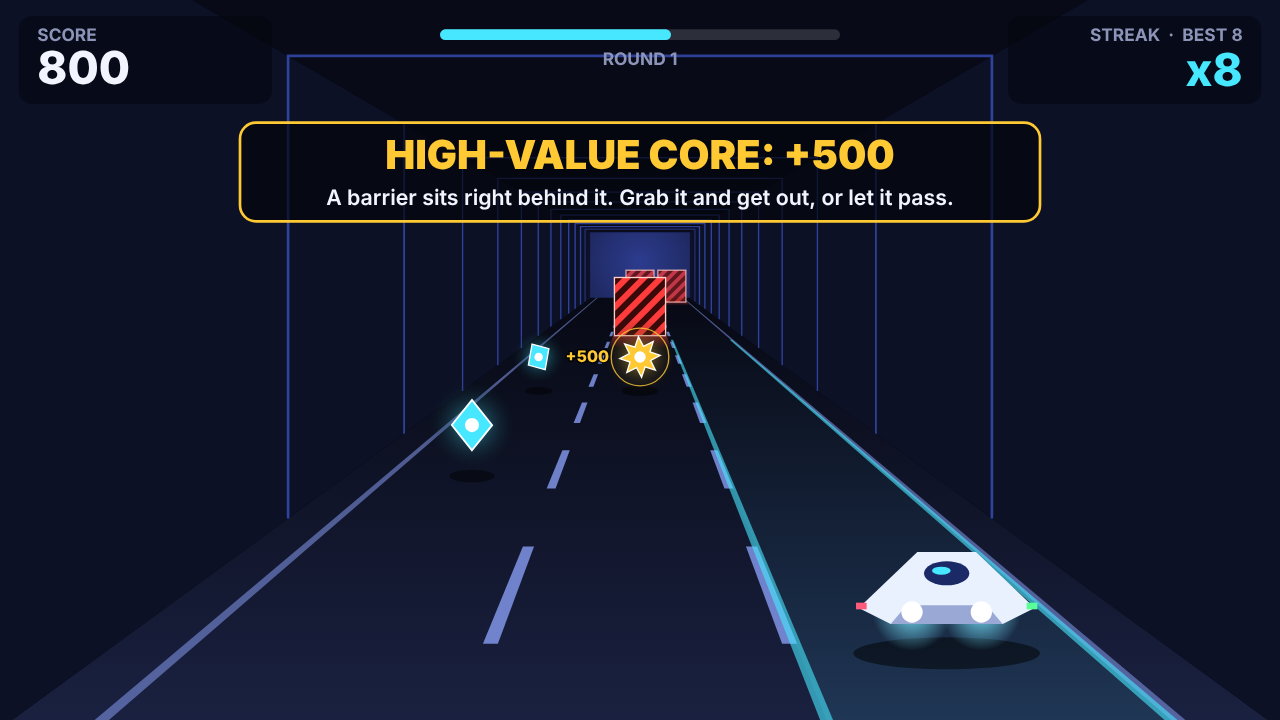 SCORE
800
ROUND 1
STREAK · BEST 8
x8
HIGH-VALUE CORE: +500
A barrier sits right behind it. Grab it and get out, or let it pass.
+500